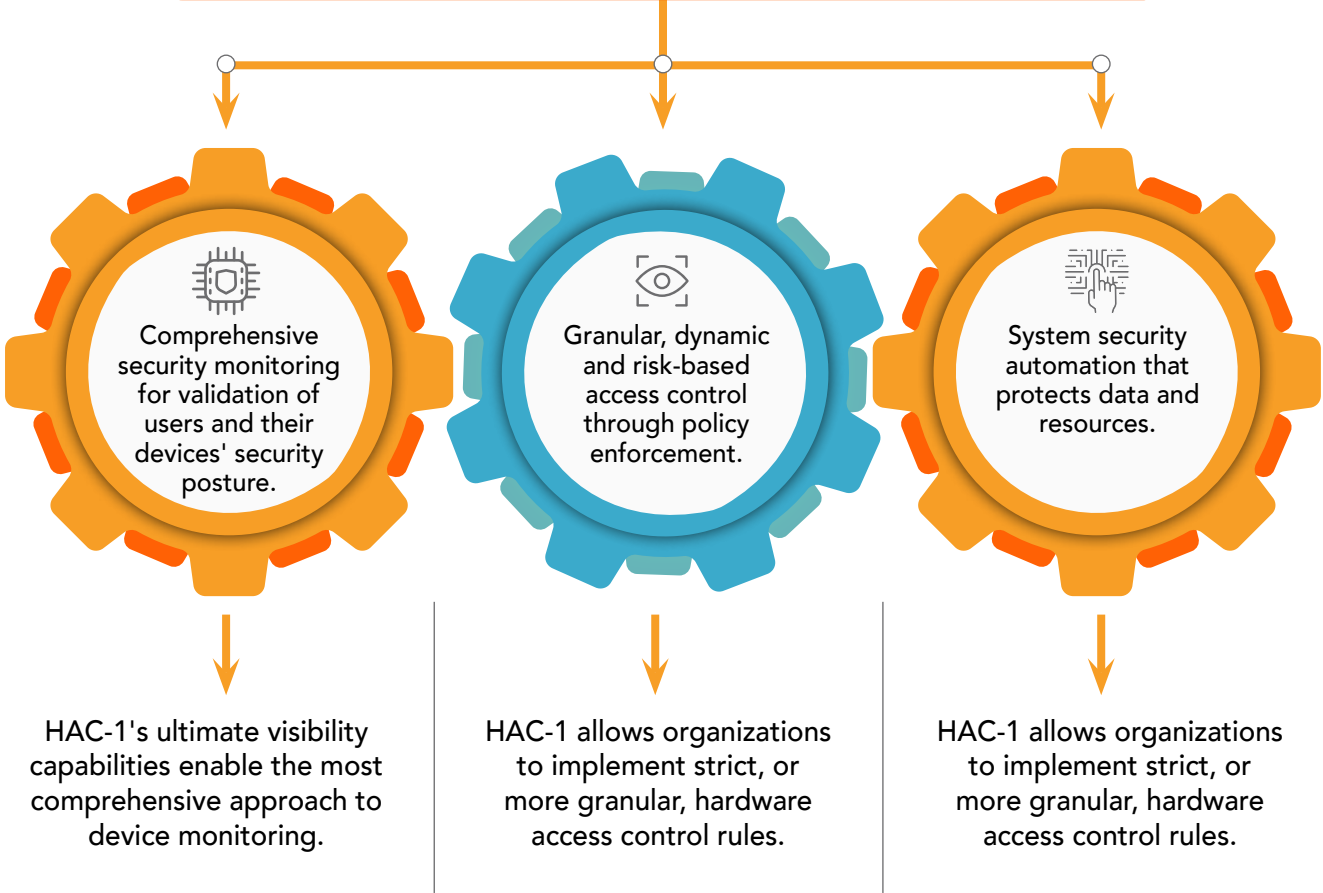 Comprehensive
security monitoring
for validation of
users and their
devices' security
posture.
Granular, dynamic
and risk-based
access control
through policy
enforcement.
System security
automation that
protects data and
resources.
HAC-1's ultimate visibility
capabilities enable the most
comprehensive approach to
device monitoring.
HAC-1 allows organizations
to implement strict, or
more granular, hardware
access control rules.
HAC-1 allows organizations
to implement strict, or
more granular, hardware
access control rules.